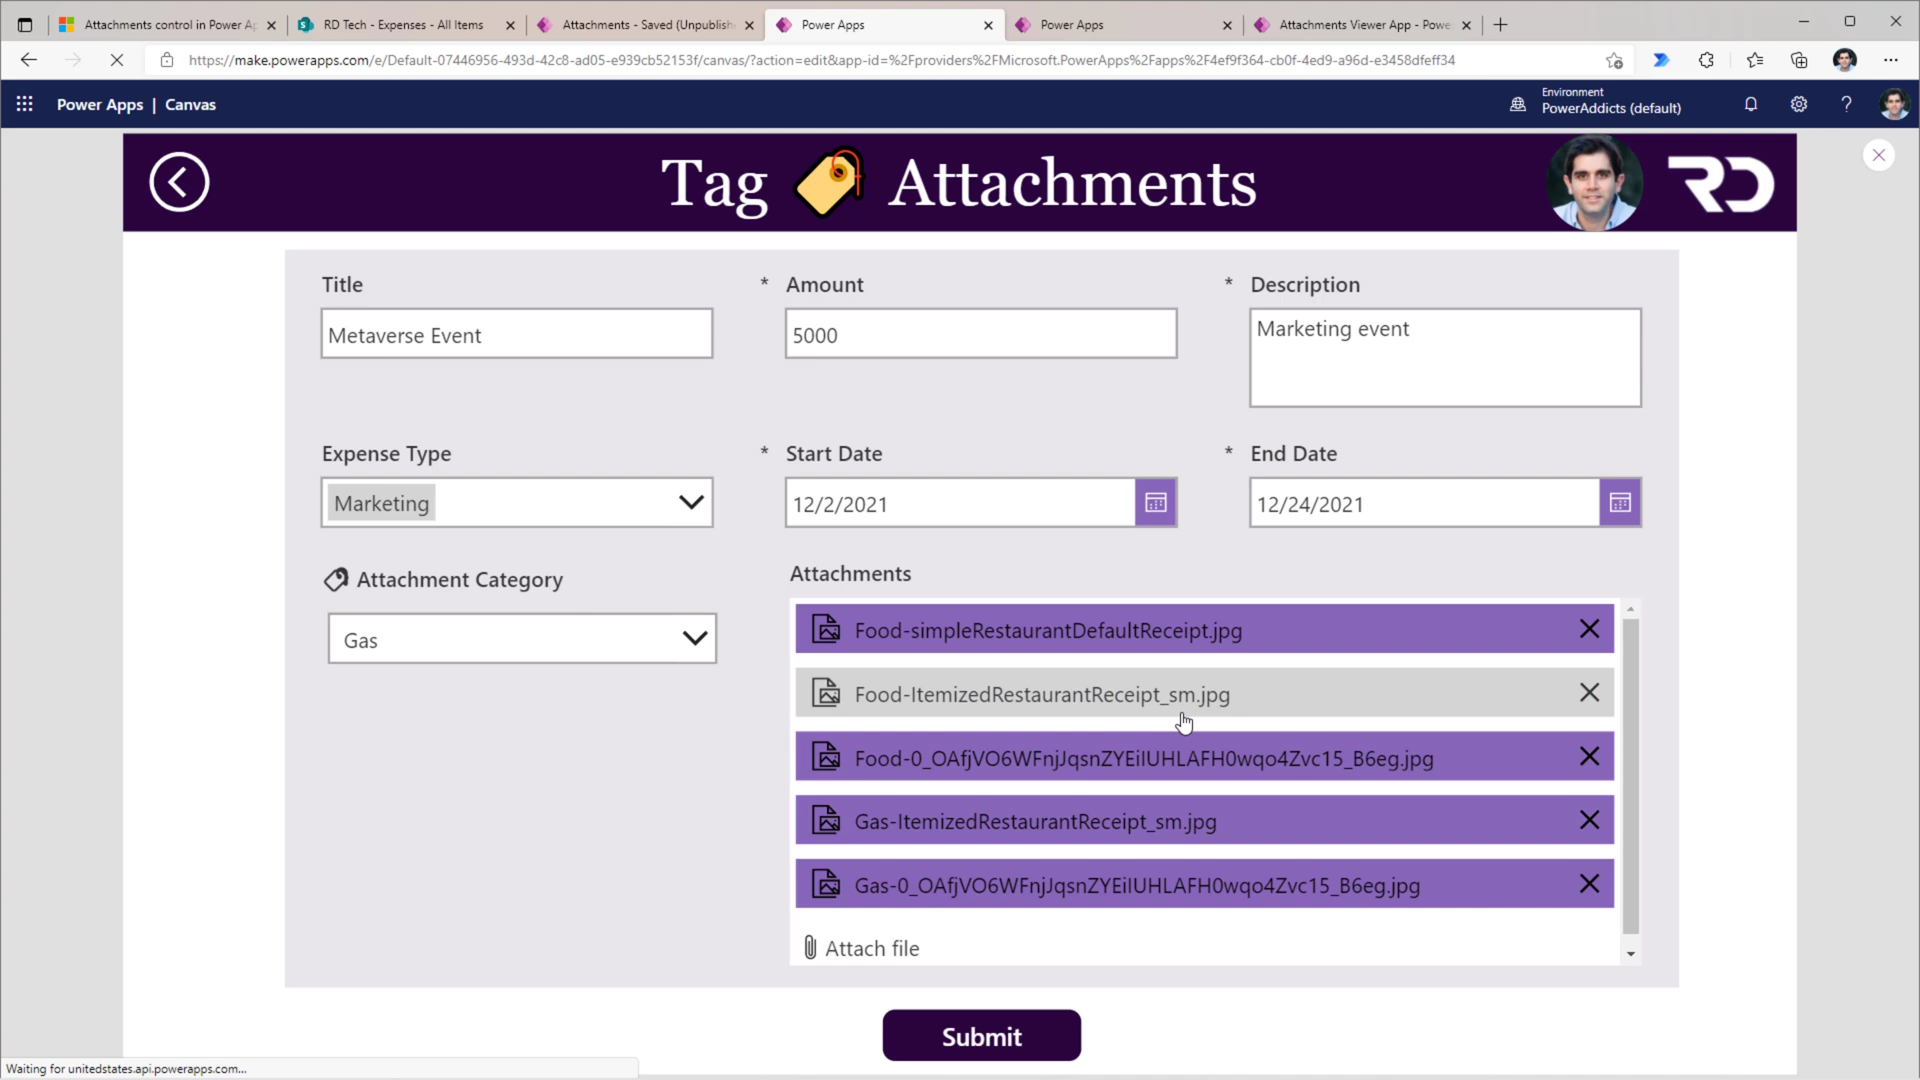 Attachments control in Power Ap
RD Tech - Expenses - All Items
Attachments - Saved (Unpublish
Power Apps
Power Apps
Attachments Viewer App - Powe
https://make.powerapps.com/e/Default-07446956-493d-42c8-ad05-e939cb52153f/canvas/?action=edit&app-id=%2Fproviders%2FMicrosoft.PowerApps%2Fapps%2F4ef9f364-cb0f-4ed9-a96d-e3458dfeff34
Power Apps | Canvas
Environment
PowerAddicts (default)
Tag Attachments
RD
Title
* Amount
* Description
Metaverse Event
5000
Marketing event
Expense Type
* Start Date
* End Date
Marketing
12/2/2021
12/24/2021
Attachment Category
Attachments
Gas
Food-simpleRestaurantDefaultReceipt.jpg
Food-ItemizedRestaurantReceipt_sm.jpg
Food-0_OAfjVO6WFnjJqsnZYEiIUHLAFH0wqo4Zvc15_B6eg.jpg
Gas-ItemizedRestaurantReceipt_sm.jpg
Gas-0_OAfjVO6WFnjJqsnZYEiIUHLAFH0wqo4Zvc15_B6eg.jpg
Attach file
Submit
Waiting for unitedstates.api.powerapps.com...